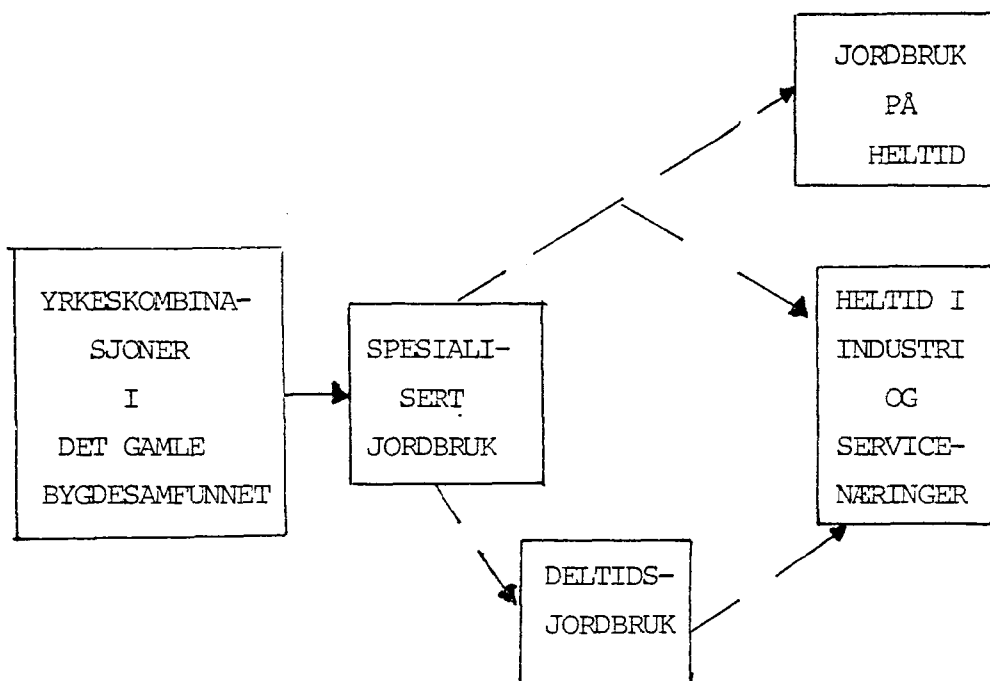 YRKESKOMBINA-
SJONER
I
DET GAMLE
BYGDESAMFUNNET
SPESIALI-
SERT
JORDBRUK
JORDBRUK
PÅ
HELTID
HELTID I
INDUSTRI
OG
SERVICE-
NÆRINGER
DELTIDS-
JORDBRUK